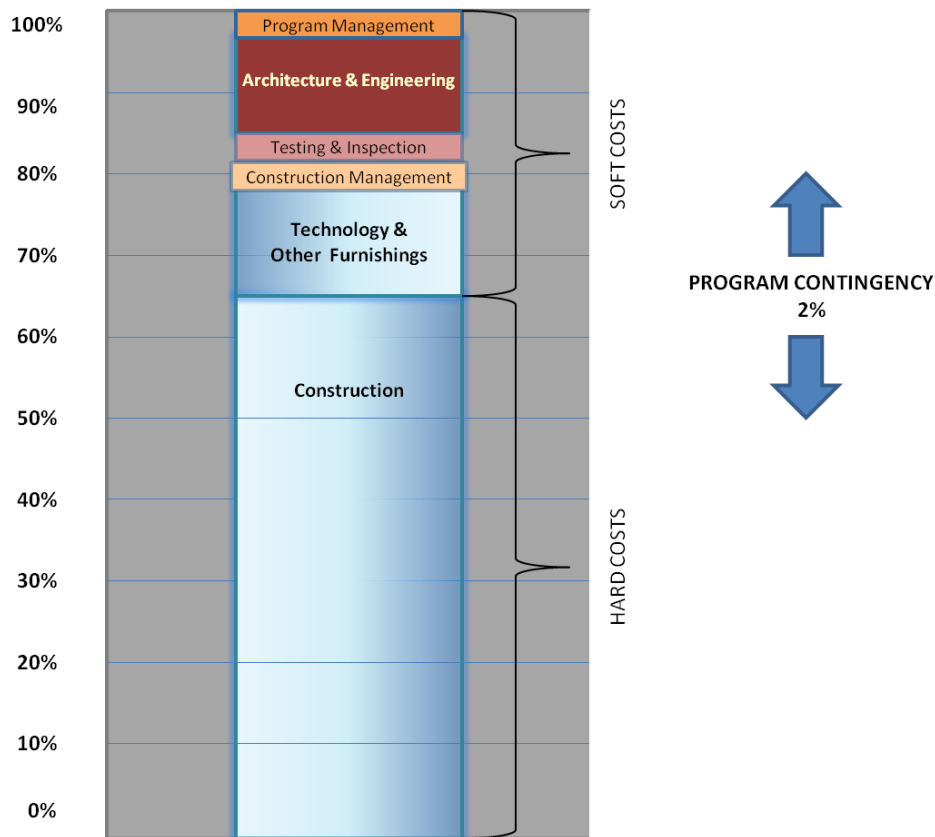 100%
90%
80%
70%
60%
50%
40%
30%
20%
10%
0%
Program Management
Architecture & Engineering
Testing & Inspection
Construction Management
Technology &
Other Furnishings
Construction
SOFT COSTS
HARD COSTS
PROGRAM CONTINGENCY
2%